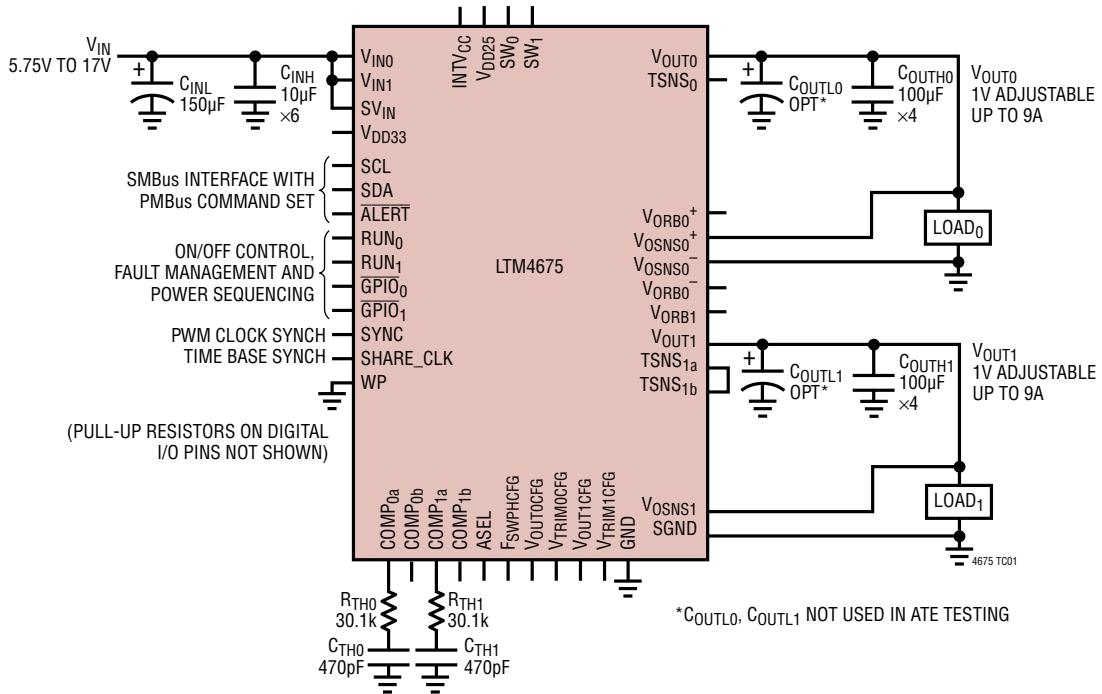 VIN
5.75V TO 17V
+
CINL
150µF
CINH
10µF
×6
INTVCC
VDD25
SW0
SW1
VIN0
VIN1
SVIN
VDD33
SCL
SDA
ALERT
RUN0
RUN1
GPIO0
GPIO1
SYNC
SHARE_CLK
WP
SMBus INTERFACE WITH
PMBus COMMAND SET
ON/OFF CONTROL,
FAULT MANAGEMENT AND
POWER SEQUENCING
PWM CLOCK SYNCH
TIME BASE SYNCH
(PULL-UP RESISTORS ON DIGITAL
I/O PINS NOT SHOWN)
LTM4675
VOUT0
TSNS0
VORB0+
VOSNS0+
VOSNS0–
VORB0–
VORB1
VOUT1
TSNS1a
TSNS1b
VOSNS1
SGND
+
COUTL0
OPT*
COUTH0
100µF
×4
VOUT0
1V ADJUSTABLE
UP TO 9A
LOAD0
+
COUTL1
OPT*
COUTH1
100µF
×4
VOUT1
1V ADJUSTABLE
UP TO 9A
LOAD1
4675 TC01
COMP0a
COMP0b
COMP1a
COMP1b
ASEL
FSWPHCFG
VOUT0CFG
VTRIM0CFG
VOUT1CFG
VTRIM1CFG
GND
RTH0
30.1k
RTH1
30.1k
CTH0
470pF
CTH1
470pF
*COUTL0, COUTL1 NOT USED IN ATE TESTING